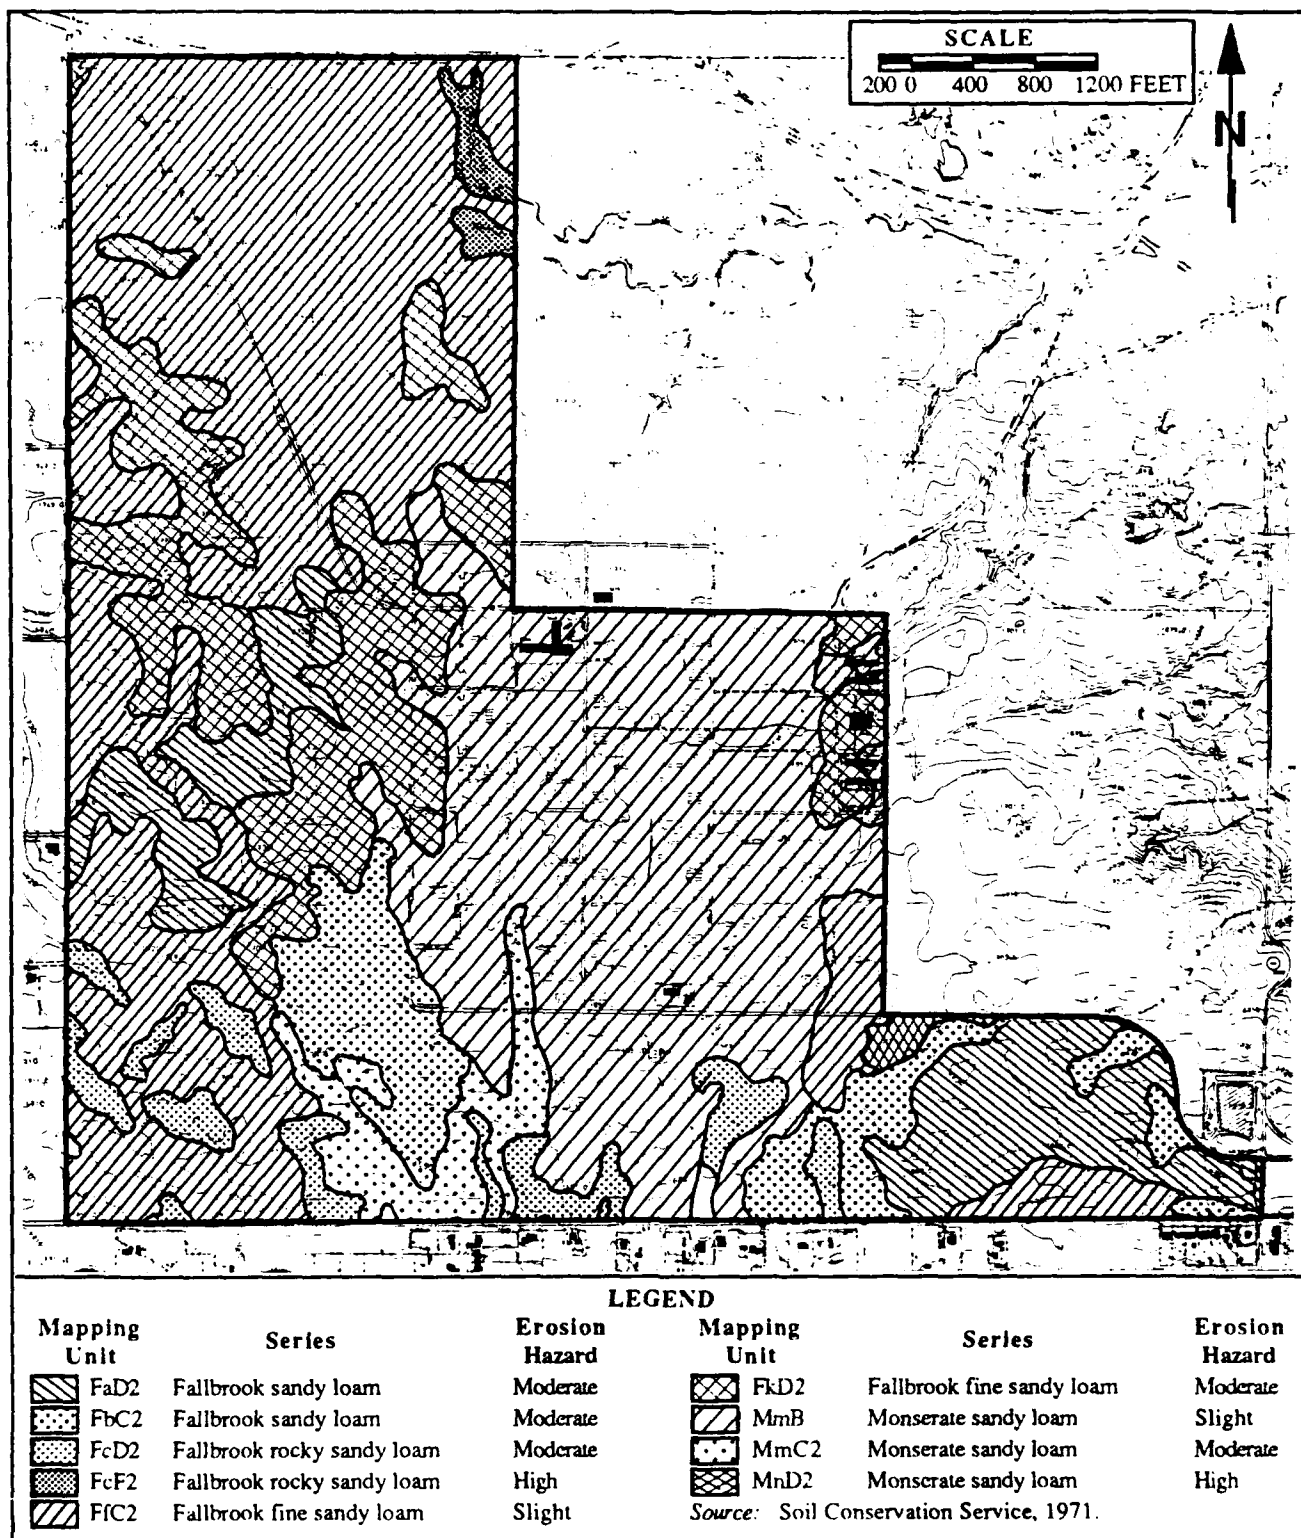 SCALE
200 0 400 800 1200 FEET
N
LEGEND
Mapping Unit Series Erosion Hazard
FaD2 Fallbrook sandy loam Moderate
FbC2 Fallbrook sandy loam Moderate
FcD2 Fallbrook rocky sandy loam Moderate
FcF2 Fallbrook rocky sandy loam High
FfC2 Fallbrook fine sandy loam Slight
Mapping Unit Series Erosion Hazard
FkD2 Fallbrook fine sandy loam Moderate
MmB Monserate sandy loam Slight
MmC2 Monserate sandy loam Moderate
MnD2 Monserate sandy loam High
Source: Soil Conservation Service, 1971.